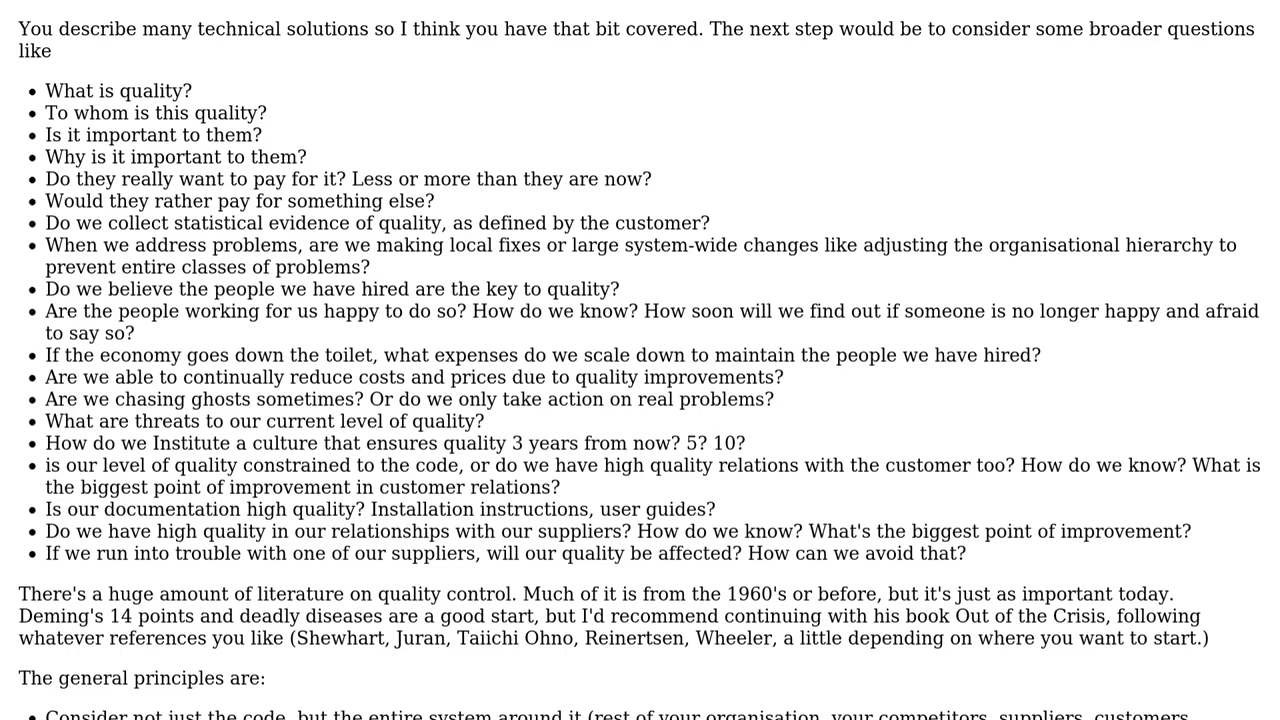 You describe many technical solutions so I think you have that bit covered. The next step would be to consider some broader questions
like
• What is quality?
• To whom is this quality?
• Is it important to them?
• Why is it important to them?
• Do they really want to pay for it? Less or more than they are now?
• Would they rather pay for something else?
• Do we collect statistical evidence of quality, as defined by the customer?
• When we address problems, are we making local fixes or large system-wide changes like adjusting the organisational hierarchy to
prevent entire classes of problems?
• Do we believe the people we have hired are the key to quality?
• Are the people working for us happy to do so? How do we know? How soon will we find out if someone is no longer happy and afraid
to say so?
• If the economy goes down the toilet, what expenses do we scale down to maintain the people we have hired?
• Are we able to continually reduce costs and prices due to quality improvements?
• Are we chasing ghosts sometimes? Or do we only take action on real problems?
• What are threats to our current level of quality?
• How do we Institute a culture that ensures quality 3 years from now? 5? 10?
• is our level of quality constrained to the code, or do we have high quality relations with the customer too? How do we know? What is
the biggest point of improvement in customer relations?
• Is our documentation high quality? Installation instructions, user guides?
• Do we have high quality in our relationships with our suppliers? How do we know? What's the biggest point of improvement?
• If we run into trouble with one of our suppliers, will our quality be affected? How can we avoid that?
There's a huge amount of literature on quality control. Much of it is from the 1960's or before, but it's just as important today.
Deming's 14 points and deadly diseases are a good start, but I'd recommend continuing with his book Out of the Crisis, following
whatever references you like (Shewhart, Juran, Taiichi Ohno, Reinertsen, Wheeler, a little depending on where you want to start.)
The general principles are:
• Consider not just the code, but the entire system around it (rest of your organisation, your competitors, suppliers, customers,